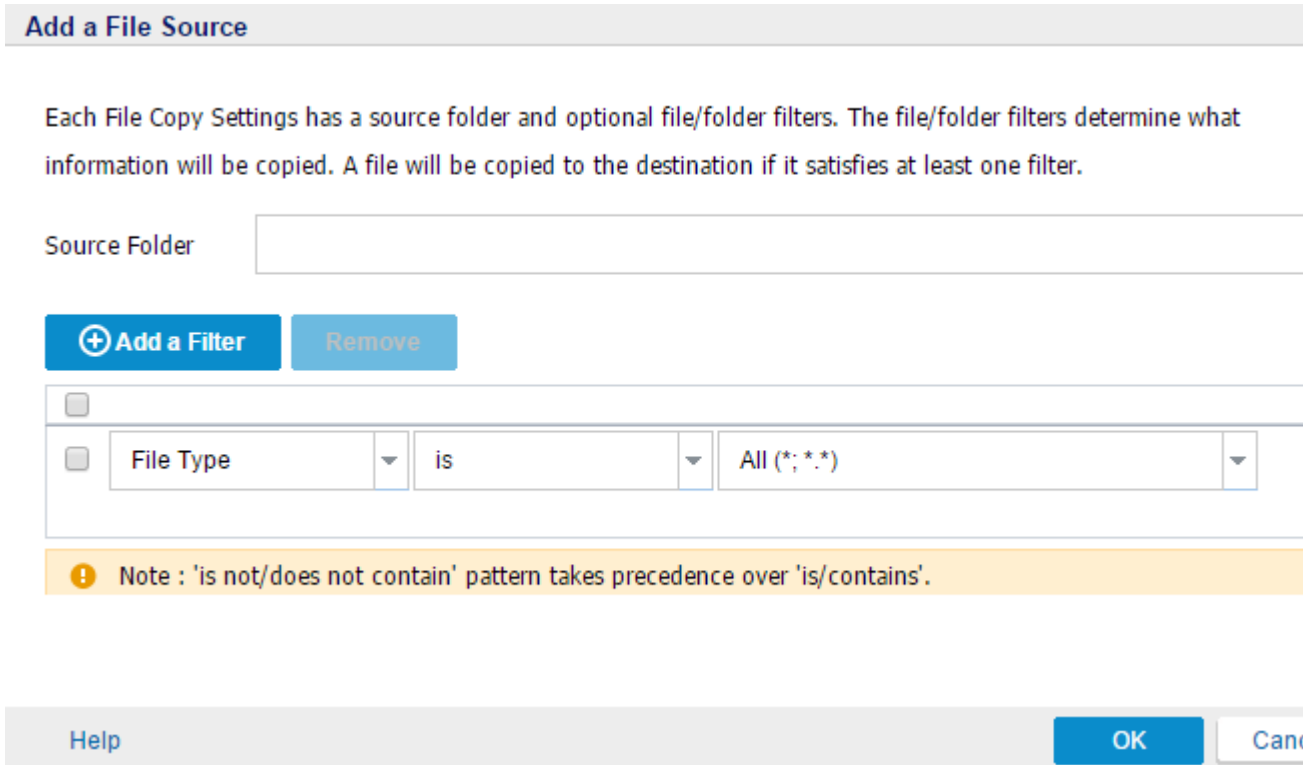 Add a File Source
Each File Copy Settings has a source folder and optional file/folder filters. The file/folder filters determine what
information will be copied. A file will be copied to the destination if it satisfies at least one filter.
Source Folder
Add a Filter Remove
File Type is All (*; *.*)
Note : 'is not/does not contain' pattern takes precedence over 'is/contains'.
Help OK